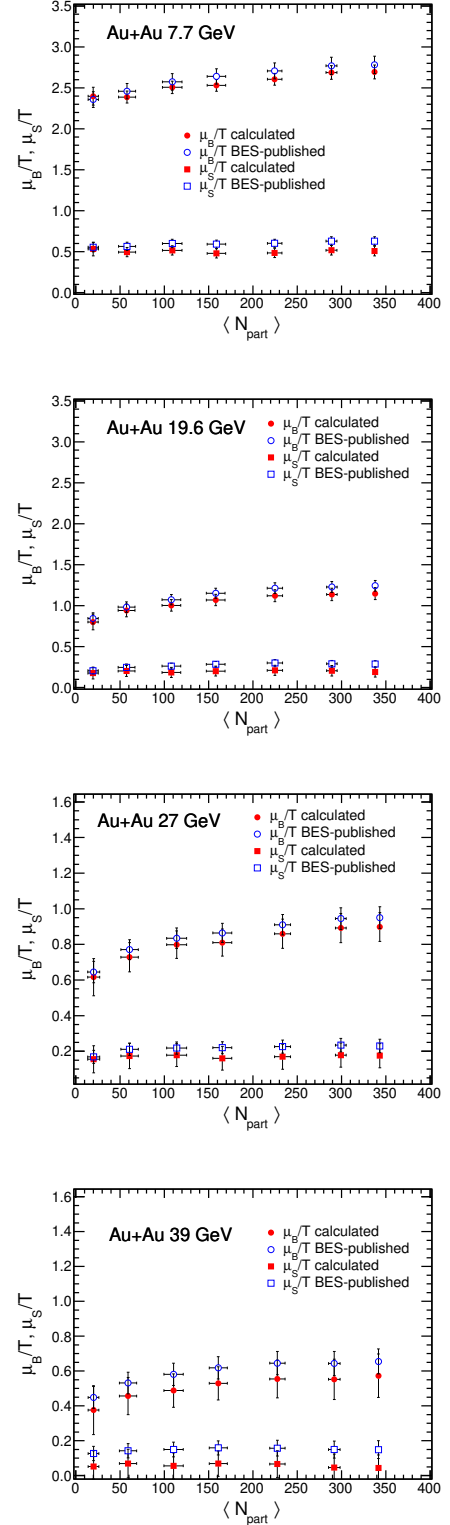 Au+Au 7.7 GeV
μB/T calculated
μB/T BES-published
μS/T calculated
μS/T BES-published
μB/T, μS/T
3.5
3.0
2.5
2.0
1.5
1.0
0.5
0.0
0 50 100 150 200 250 300 350 400
⟨ Npart ⟩
Au+Au 19.6 GeV
μB/T calculated
μB/T BES-published
μS/T calculated
μS/T BES-published
μB/T, μS/T
3.5
3.0
2.5
2.0
1.5
1.0
0.5
0.0
0 50 100 150 200 250 300 350 400
⟨ Npart ⟩
Au+Au 27 GeV
μB/T calculated
μB/T BES-published
μS/T calculated
μS/T BES-published
μB/T, μS/T
1.6
1.4
1.2
1.0
0.8
0.6
0.4
0.2
0 50 100 150 200 250 300 350 400
⟨ Npart ⟩
Au+Au 39 GeV
μB/T calculated
μB/T BES-published
μS/T calculated
μS/T BES-published
μB/T, μS/T
1.6
1.4
1.2
1.0
0.8
0.6
0.4
0.2
0.0
0 50 100 150 200 250 300 350 400
⟨ Npart ⟩